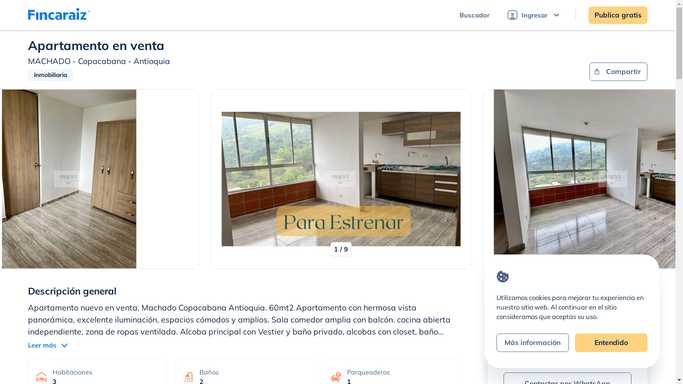 Fincaraiz
Buscador
Ingresar
Publica gratis
Apartamento en venta
MACHADO - Copacabana - Antioquia
Inmobiliaria
Compartir
Para Estrenar
1 / 9
Descripción general
Apartamento nuevo en venta, Machado Copacabana Antioquia. 60mt2 Apartamento con hermosa vista
panorámica, excelente iluminación, espacios cómodos y amplios. Sala comedor amplia con balcón. cocina abierta
independiente, zona de ropas ventilada. Alcoba principal con Vestier y baño privado, alcobas con closet, baño...
Leer más
Habitaciones
3
Baños
2
Parqueaderos
1
Utilizamos cookies para mejorar tu experiencia en
nuestro sitio web. Al continuar en el sitio
consideramos que aceptas su uso.
Más información
Entendido
Contactar por WhatsApp